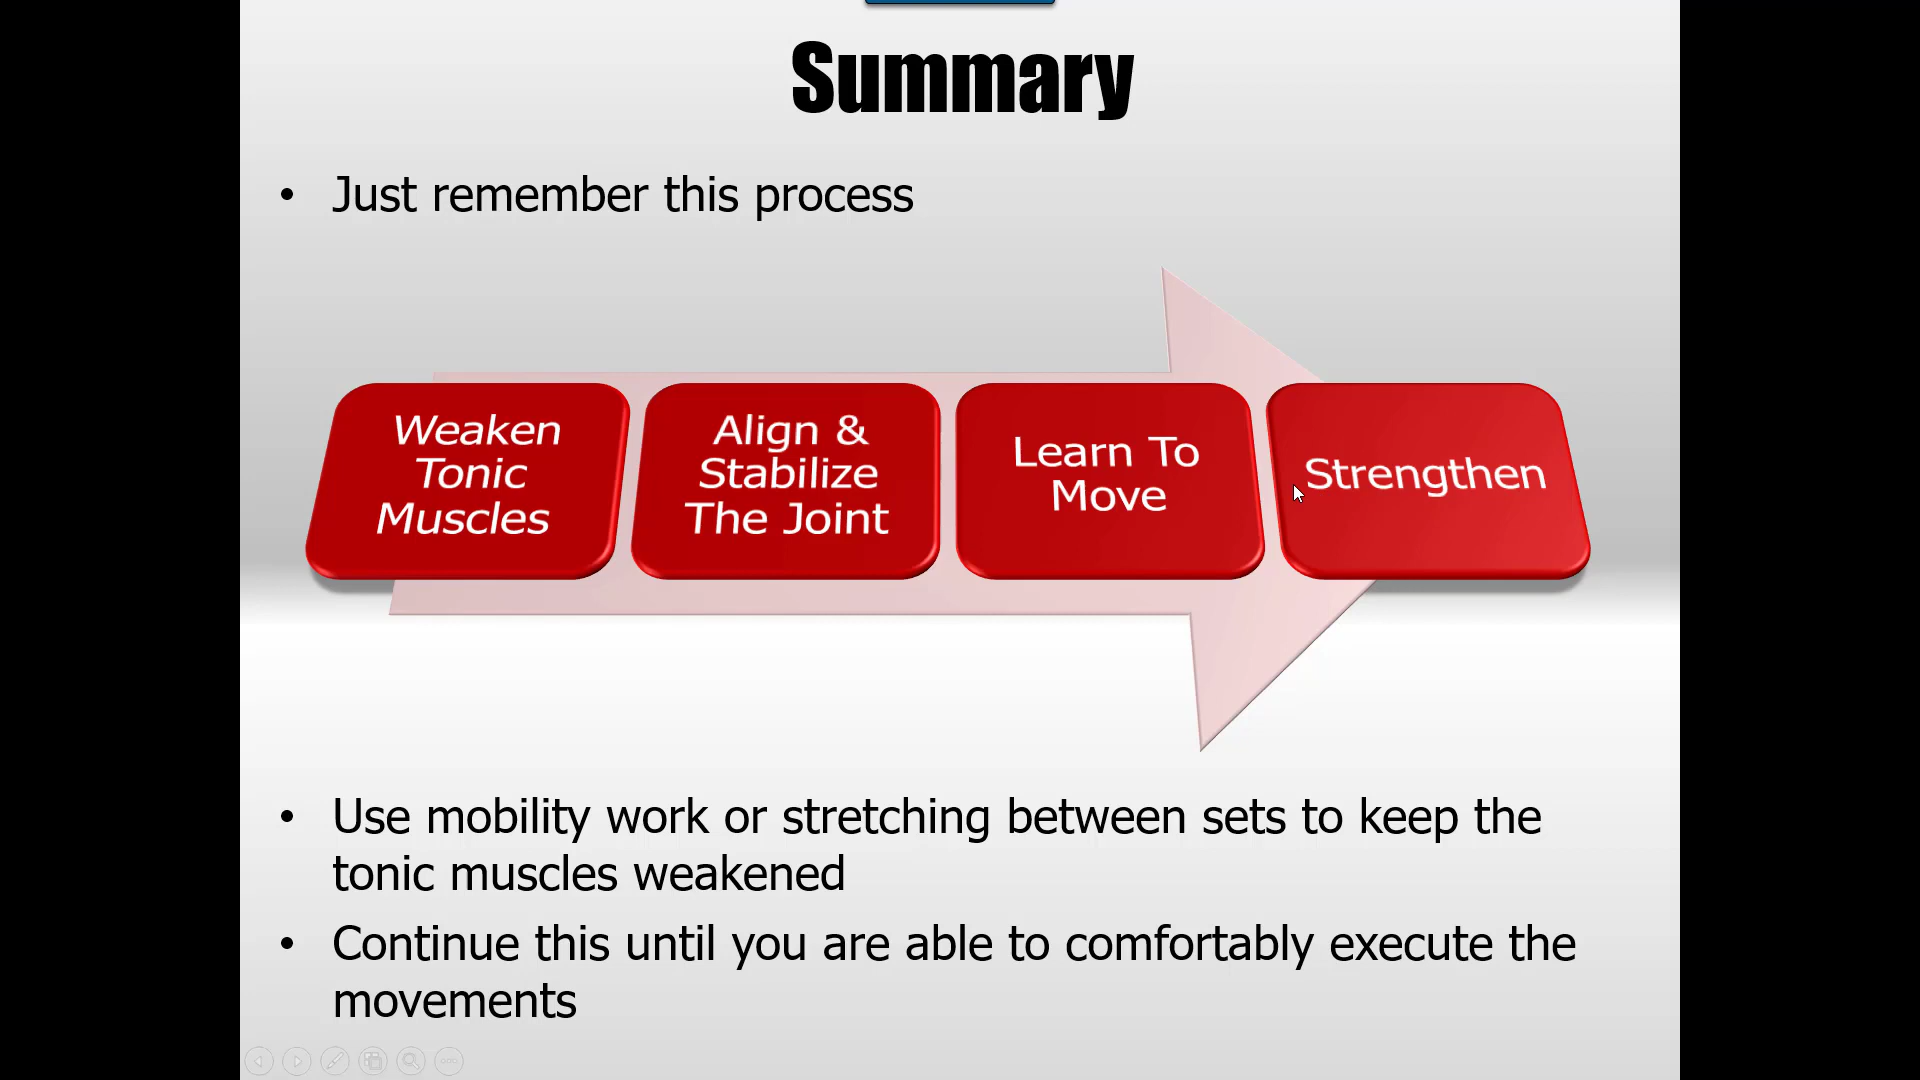 Summary
• Just remember this process
Weaken
Tonic
Muscles
Align &
Stabilize
The Joint
Learn To
Move
Strengthen
• Use mobility work or stretching between sets to keep the
tonic muscles weakened
• Continue this until you are able to comfortably execute the
movements